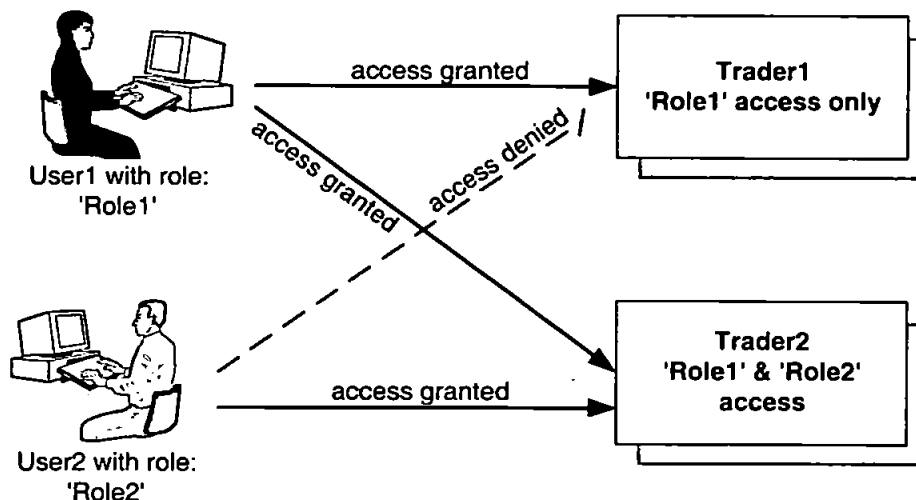 access granted
Trader1
'Role1' access only
access granted
access denied
User1 with role:
'Role1'
Trader2
'Role1' & 'Role2'
access
access granted
User2 with role:
'Role2'